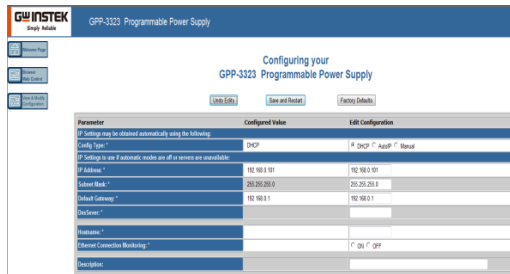 GWINSTEK
Simply Reliable
GPP-3323 Programmable Power Supply
Welcome Page
Browser
Web Control
View & Modify
Configuration
Configuring your
GPP-3323 Programmable Power Supply
Undo Edits Save and Restart Factory Defaults
Parameter Configured Value Edit Configuration
IP Settings may be obtained automatically using the following:
Config Type: * DHCP DHCP AutoIP Manual
IP Settings to use if automatic modes are off or servers are unavailable:
IP Address: * 192.168.0.101 192.168.0.101
Subnet Mask: * 255.255.255.0 255.255.255.0
Default Gateway: * 192.168.0.1 192.168.0.1
DnsSever: *
Hostname: *
Ethernet Connection Monitoring: * ON OFF
Description: